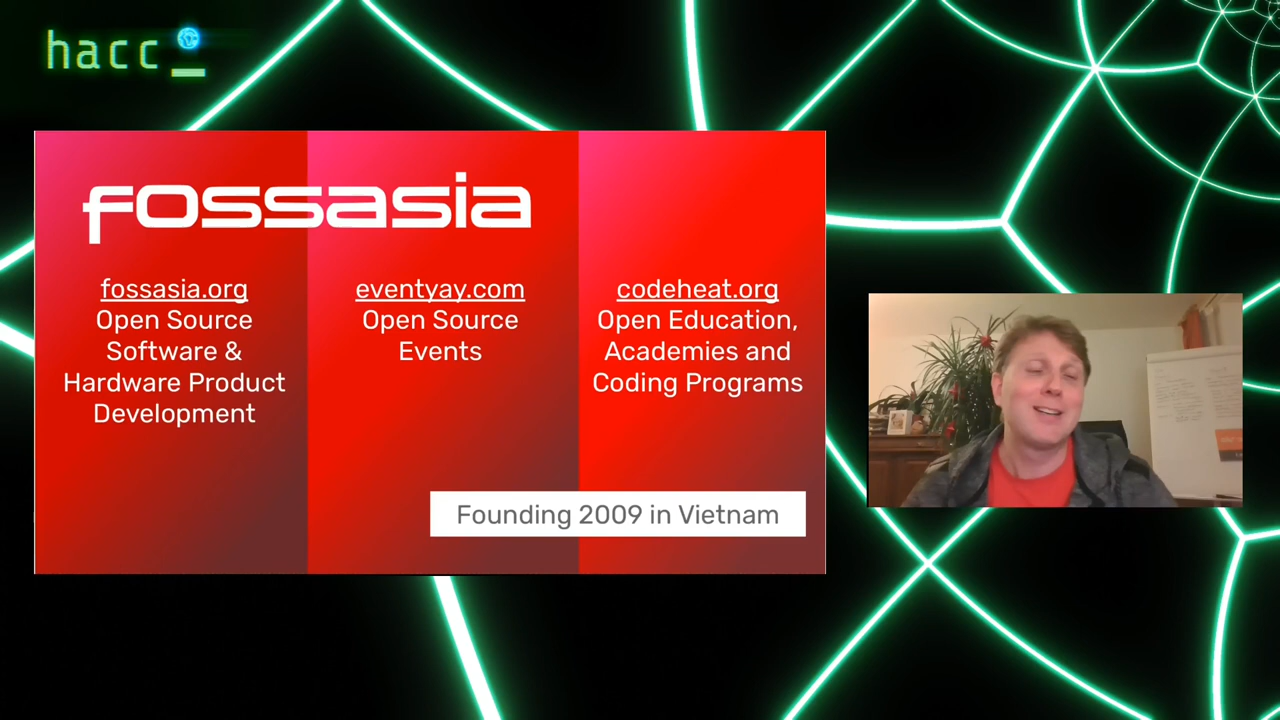 hacc
fossasia
fossasia.org
Open Source
Software &
Hardware Product
Development
eventyay.com
Open Source
Events
codeheat.org
Open Education,
Academies and
Coding Programs
Founding 2009 in Vietnam